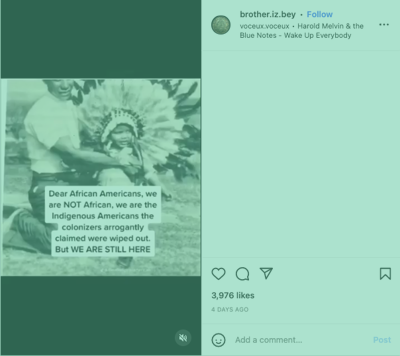 brother.iz.bey • Follow
voceux.voceux • Harold Melvin & the
Blue Notes - Wake Up Everybody
Dear African Americans, we
are NOT African, we are the
Indigenous Americans the
colonizers arrogantly
claimed were wiped out.
But WE ARE STILL HERE
3,976 likes
4 DAYS AGO
Add a comment...
Post